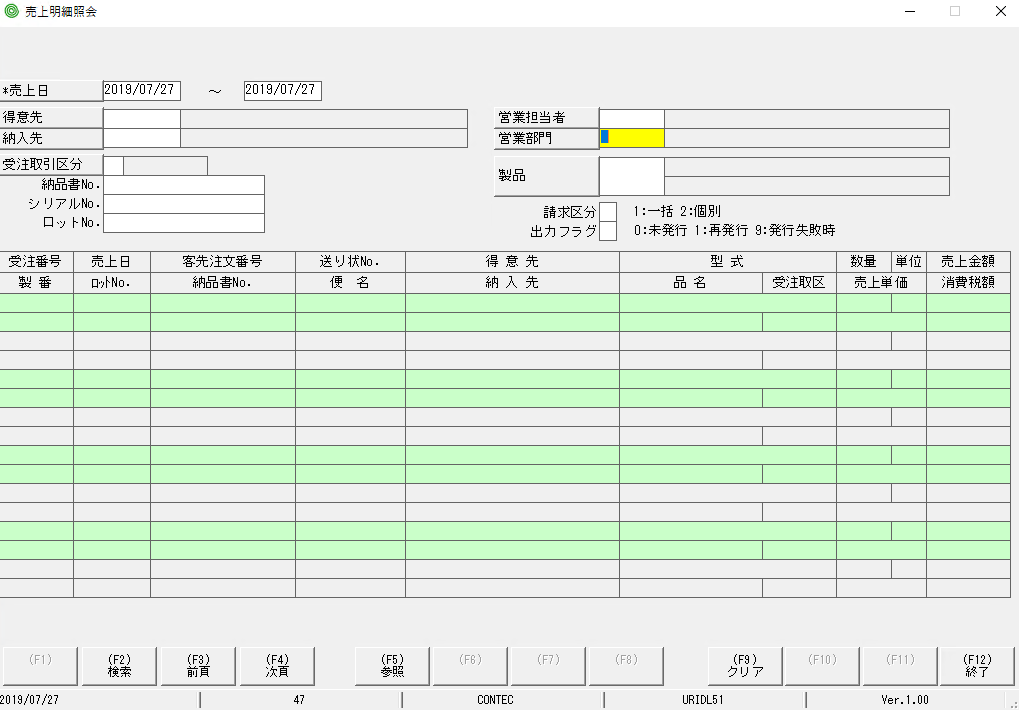 売上明細照会
*売上日 2019/07/27 ～ 2019/07/27
得意先 営業担当者
納入先 営業部門
受注取引区分 製品
納品書No.
シリアルNo.
ロットNo.
請求区分 1:一括 2:個別
出力フラグ 0:未発行 1:再発行 9:発行失敗時
受注番号 売上日 客先注文番号 送り状No. 得 意 先 型 式 数量 単位 売上金額
製 番 ﾛｯﾄNo. 納品書No. 便 名 納 入 先 品 名 受注取区 売上単価 消費税額
(F1) (F2) (F3) (F4) (F5) (F6) (F7) (F8) (F9) (F10) (F11) (F12)
検索 前頁 次頁 参照 クリア 終了
2019/07/27 47 CONTEC URIDL51 Ver.1.00